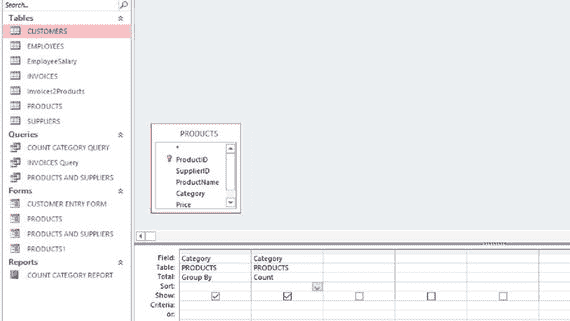 Search...
Tables
CUSTOMERS
EMPLOYEES
EmployeeSalary
INVOICES
Invoices2Products
PRODUCTS
SUPPLIERS
Queries
COUNT CATEGORY QUERY
INVOICES Query
PRODUCTS AND SUPPLIERS
Forms
CUSTOMER ENTRY FORM
PRODUCTS
PRODUCTS AND SUPPLIERS
PRODUCTS1
Reports
COUNT CATEGORY REPORT
PRODUCTS
*
ProductID
SupplierID
ProductName
Category
Price
Field: Category Category
Table: PRODUCTS PRODUCTS
Total: Group By Count
Sort:
Show:
Criteria:
or: